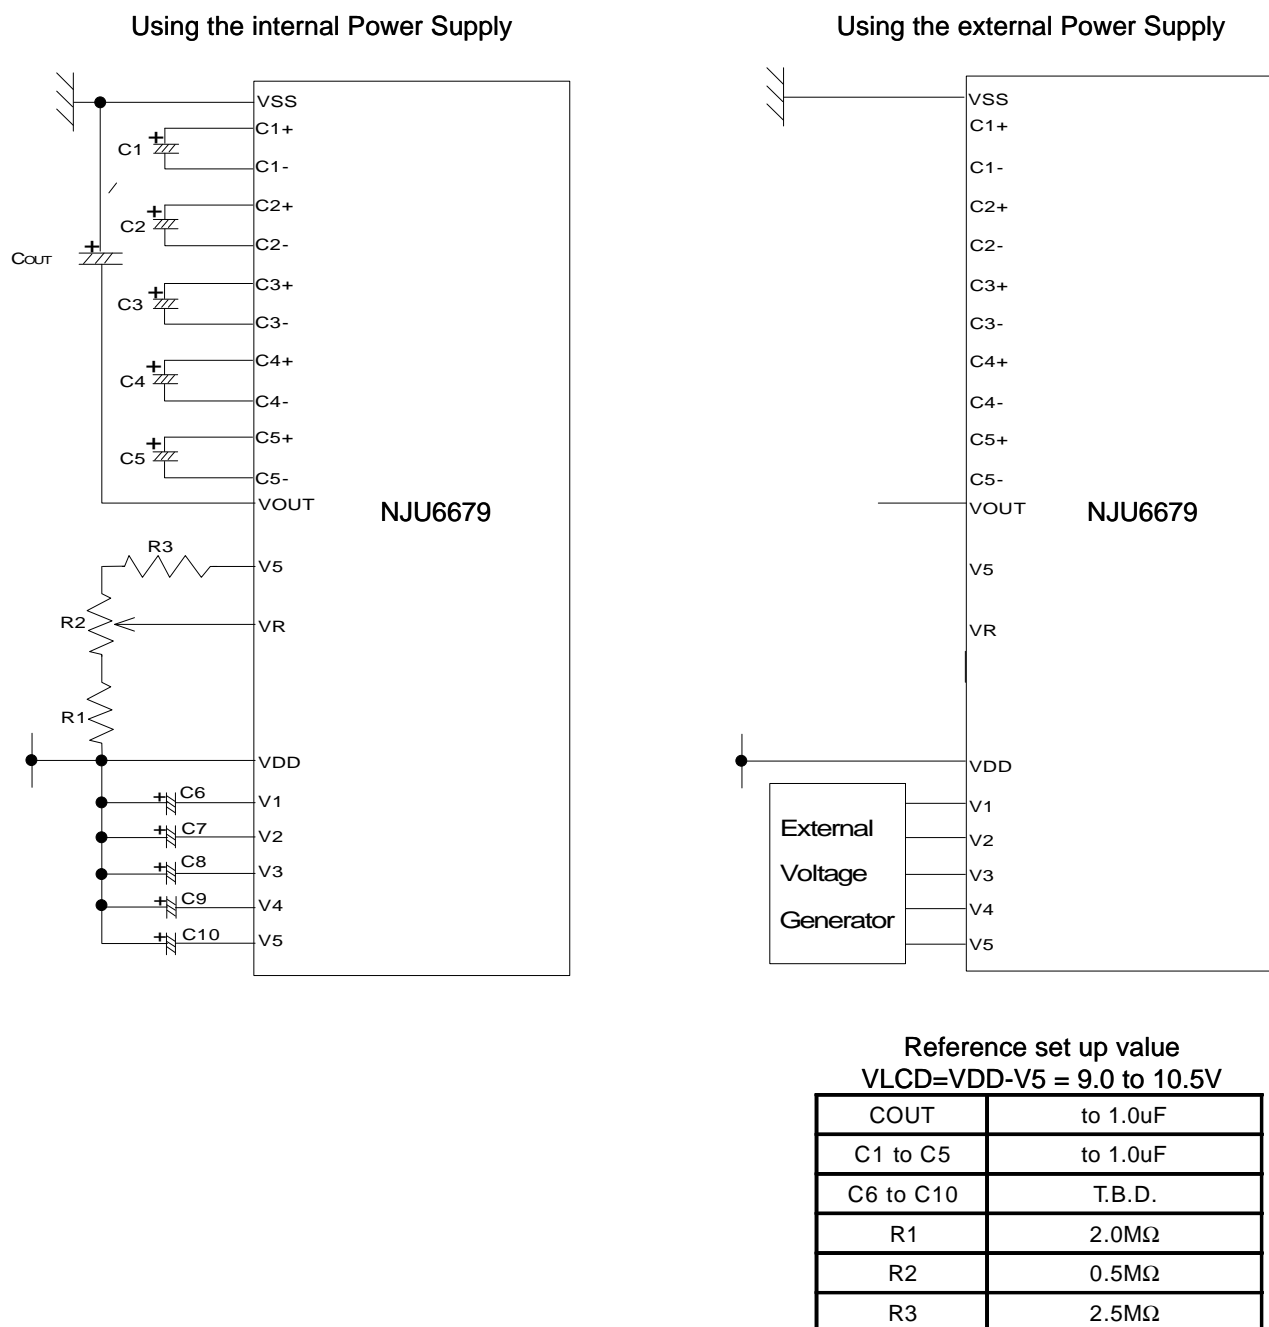 Using the internal Power Supply
VSS
C1+
+
C1
C1-
C2+
+
C2
C2-
+
COUT
C3+
+
C3
C3-
C4+
+
C4
C4-
C5+
+
C5
C5-
VOUT
NJU6679
R3
V5
R2
VR
R1
VDD
+
C6
V1
+
C7
V2
+
C8
V3
+
C9
V4
+
C10
V5
Using the external Power Supply
VSS
C1+
C1-
C2+
C2-
C3+
C3-
C4+
C4-
C5+
C5-
VOUT
NJU6679
V5
VR
VDD
External
Voltage
Generator
V1
V2
V3
V4
V5
Reference set up value
VLCD=VDD-V5 = 9.0 to 10.5V
COUT to 1.0uF
C1 to C5 to 1.0uF
C6 to C10 T.B.D.
R1 2.0MΩ
R2 0.5MΩ
R3 2.5MΩ